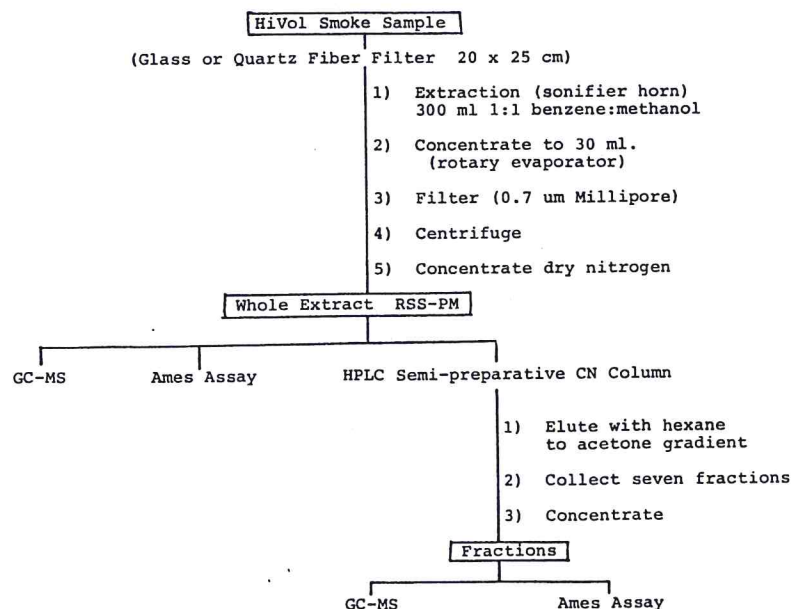 HiVol Smoke Sample
(Glass or Quartz Fiber Filter 20 x 25 cm)
1) Extraction (sonifier horn)
300 ml 1:1 benzene:methanol
2) Concentrate to 30 ml.
(rotary evaporator)
3) Filter (0.7 um Millipore)
4) Centrifuge
5) Concentrate dry nitrogen
Whole Extract RSS-PM
GC-MS Ames Assay HPLC Semi-preparative CN Column
1) Elute with hexane
to acetone gradient
2) Collect seven fractions
3) Concentrate
Fractions
GC-MS Ames Assay